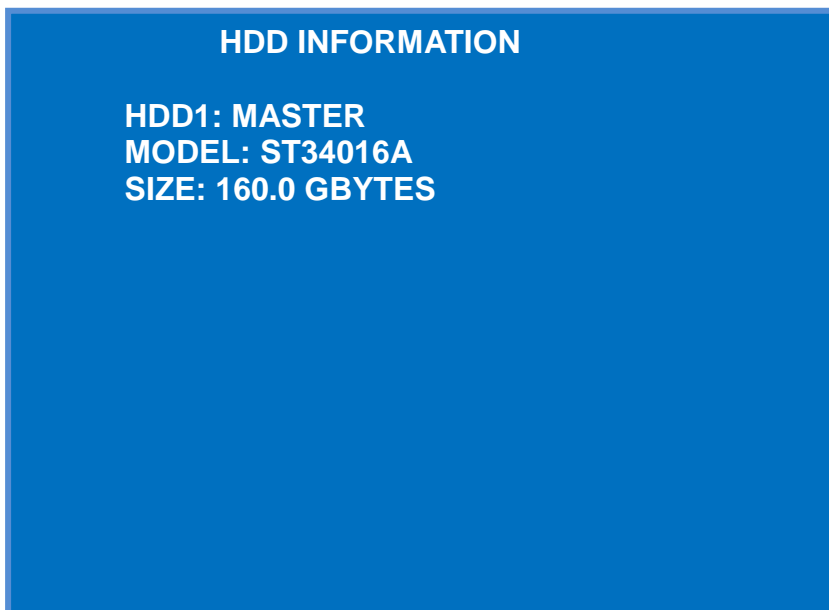 HDD INFORMATION
HDD1: MASTER
MODEL: ST34016A
SIZE: 160.0 GBYTES